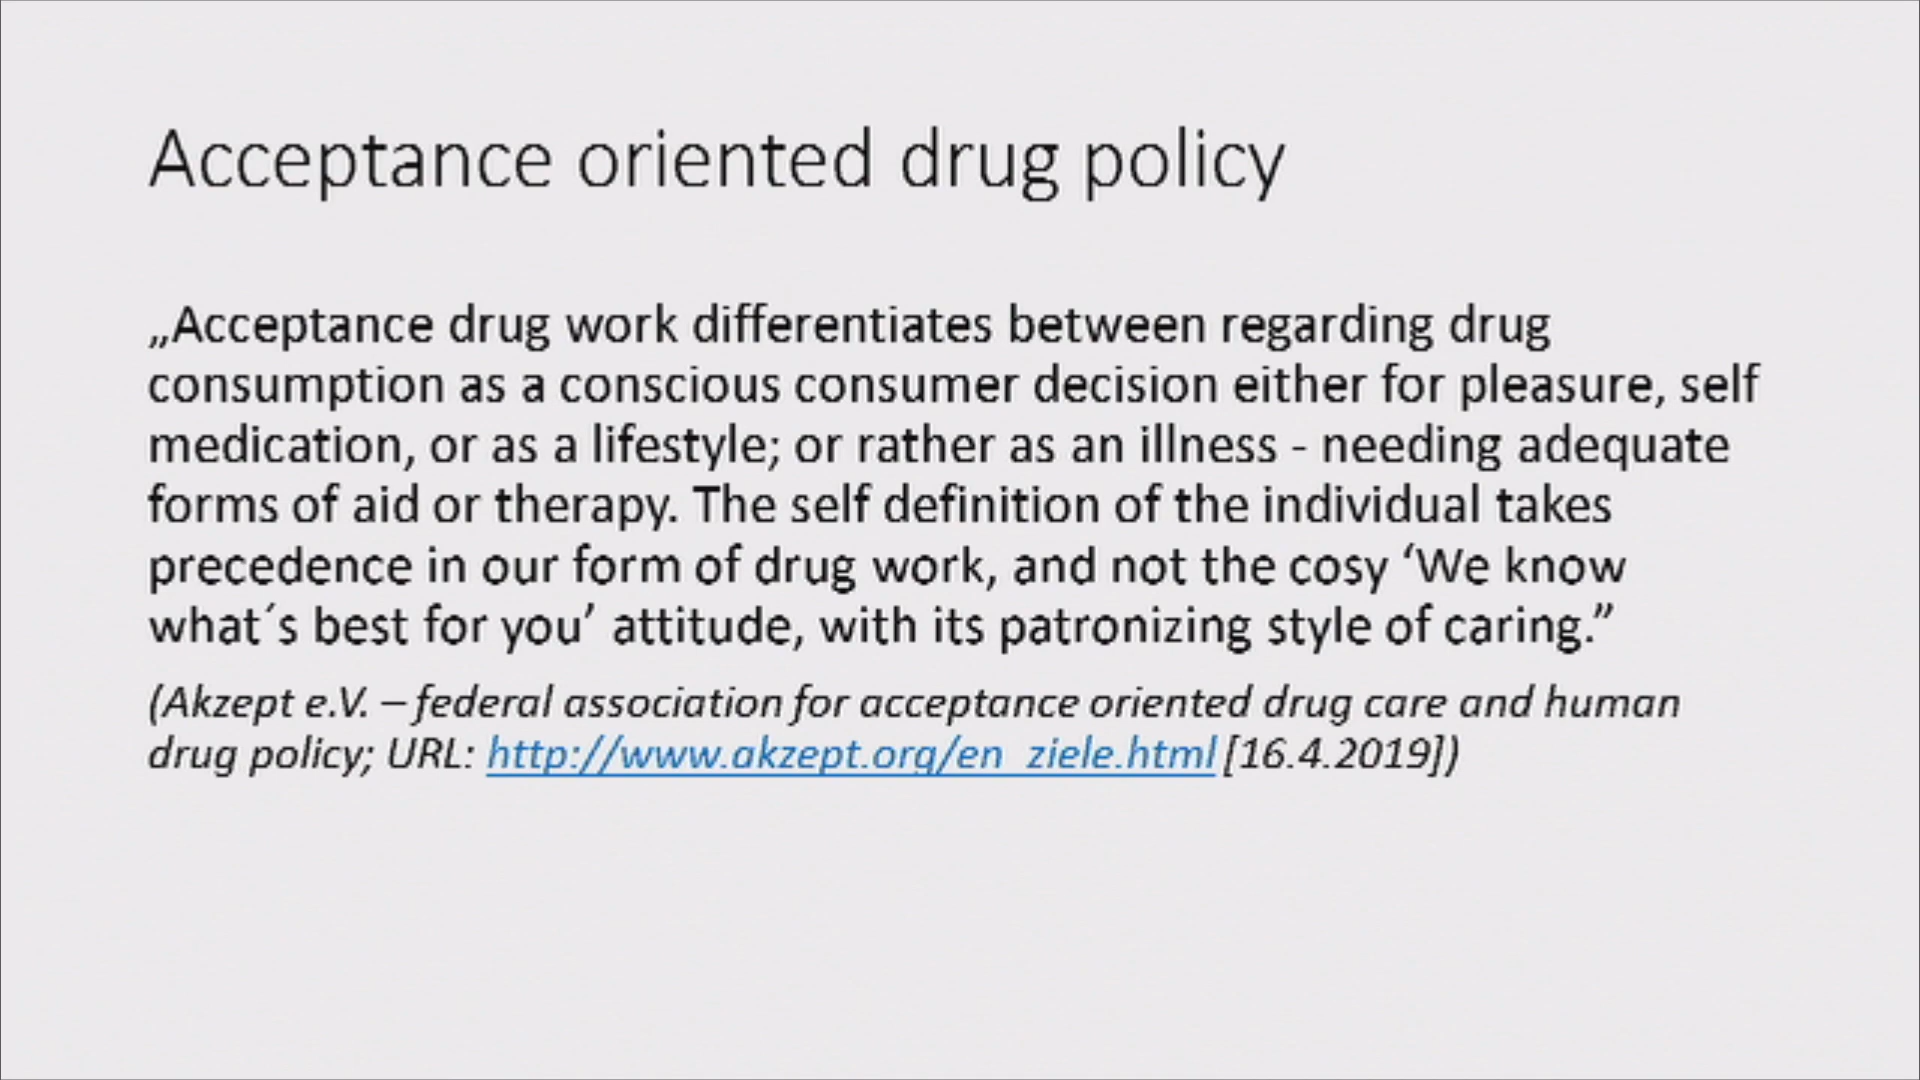 Acceptance oriented drug policy
„Acceptance drug work differentiates between regarding drug
consumption as a conscious consumer decision either for pleasure, self
medication, or as a lifestyle; or rather as an illness - needing adequate
forms of aid or therapy. The self definition of the individual takes
precedence in our form of drug work, and not the cosy ‘We know
what´s best for you’ attitude, with its patronizing style of caring.”
(Akzept e.V. – federal association for acceptance oriented drug care and human
drug policy; URL: http://www.akzept.org/en_ziele.html [16.4.2019])